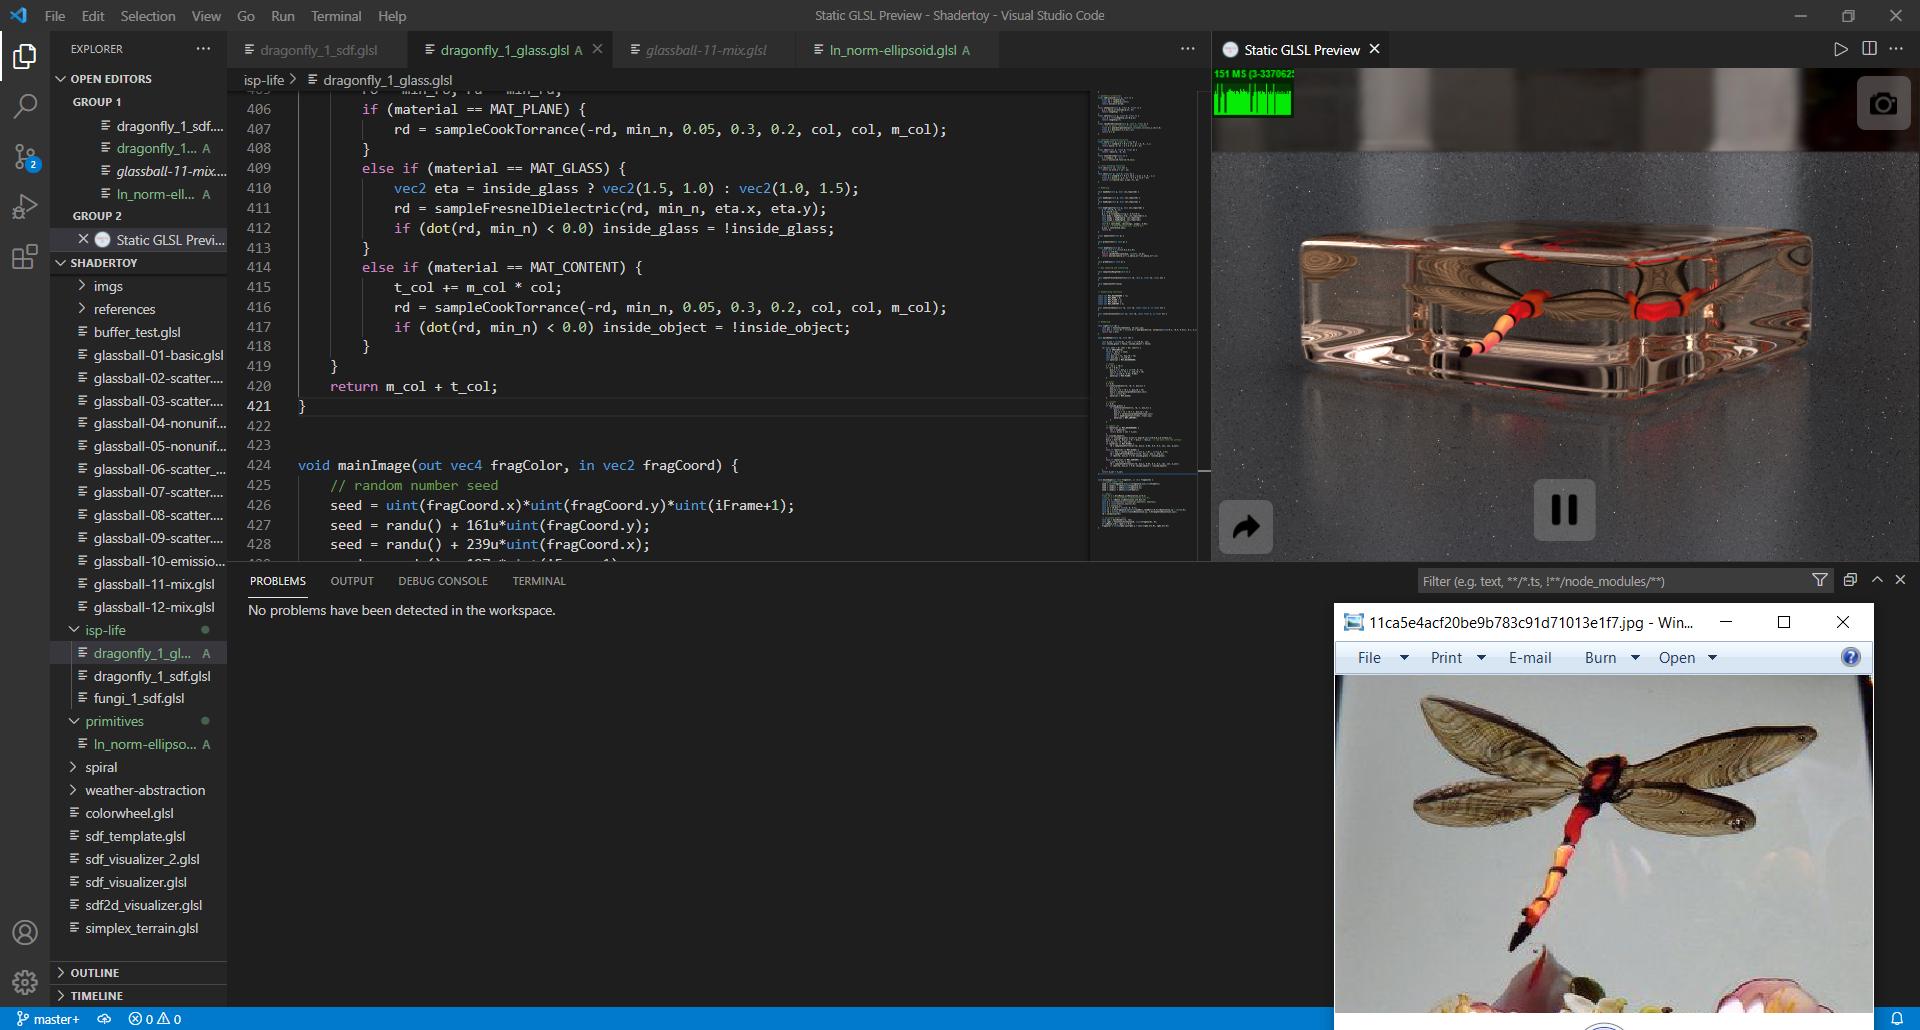 File Edit Selection View Go Run Terminal Help
Static GLSL Preview - Shadertoy - Visual Studio Code
EXPLORER
OPEN EDITORS
GROUP 1
dragonfly_1_sdf....
dragonfly_1... A
glassball-11-mix....
ln_norm-ell... A
GROUP 2
Static GLSL Previ...
SHADERTOY
imgs
references
buffer_test.glsl
glassball-01-basic.glsl
glassball-02-scatter....
glassball-03-scatter....
glassball-04-nonunif...
glassball-05-nonunif...
glassball-06-scatter_...
glassball-07-scatter....
glassball-08-scatter....
glassball-09-scatter....
glassball-10-emissio...
glassball-11-mix.glsl
glassball-12-mix.glsl
isp-life
dragonfly_1_gl... A
dragonfly_1_sdf.glsl
fungi_1_sdf.glsl
primitives
ln_norm-ellipso... A
spiral
weather-abstraction
colorwheel.glsl
sdf_template.glsl
sdf_visualizer_2.glsl
sdf_visualizer.glsl
sdf2d_visualizer.glsl
simplex_terrain.glsl
OUTLINE
TIMELINE
2
dragonfly_1_sdf.glsl dragonfly_1_glass.glsl A glassball-11-mix.glsl ln_norm-ellipsoid.glsl A
isp-life > dragonfly_1_glass.glsl
406 if (material == MAT_PLANE) {
407 rd = sampleCookTorrance(-rd, min_n, 0.05, 0.3, 0.2, col, col, m_col);
408 }
409 else if (material == MAT_GLASS) {
410 vec2 eta = inside_glass ? vec2(1.5, 1.0) : vec2(1.0, 1.5);
411 rd = sampleFresnelDielectric(rd, min_n, eta.x, eta.y);
412 if (dot(rd, min_n) < 0.0) inside_glass = !inside_glass;
413 }
414 else if (material == MAT_CONTENT) {
415 t_col += m_col * col;
416 rd = sampleCookTorrance(-rd, min_n, 0.05, 0.3, 0.2, col, col, m_col);
417 if (dot(rd, min_n) < 0.0) inside_object = !inside_object;
418 }
419 }
420 return m_col + t_col;
421 }
422
423
424 void mainImage(out vec4 fragColor, in vec2 fragCoord) {
425 // random number seed
426 seed = uint(fragCoord.x)*uint(fragCoord.y)*uint(iFrame+1);
427 seed = randu() + 161u*uint(fragCoord.y);
428 seed = randu() + 239u*uint(fragCoord.x);
Static GLSL Preview
151 MS (3-337062
PROBLEMS OUTPUT DEBUG CONSOLE TERMINAL
Filter (e.g. text, **/*.ts, !**/node_modules/**)
No problems have been detected in the workspace.
11ca5e4acf20be9b783c91d71013e1f7.jpg - Win...
File Print E-mail Burn Open
master+ 0 0